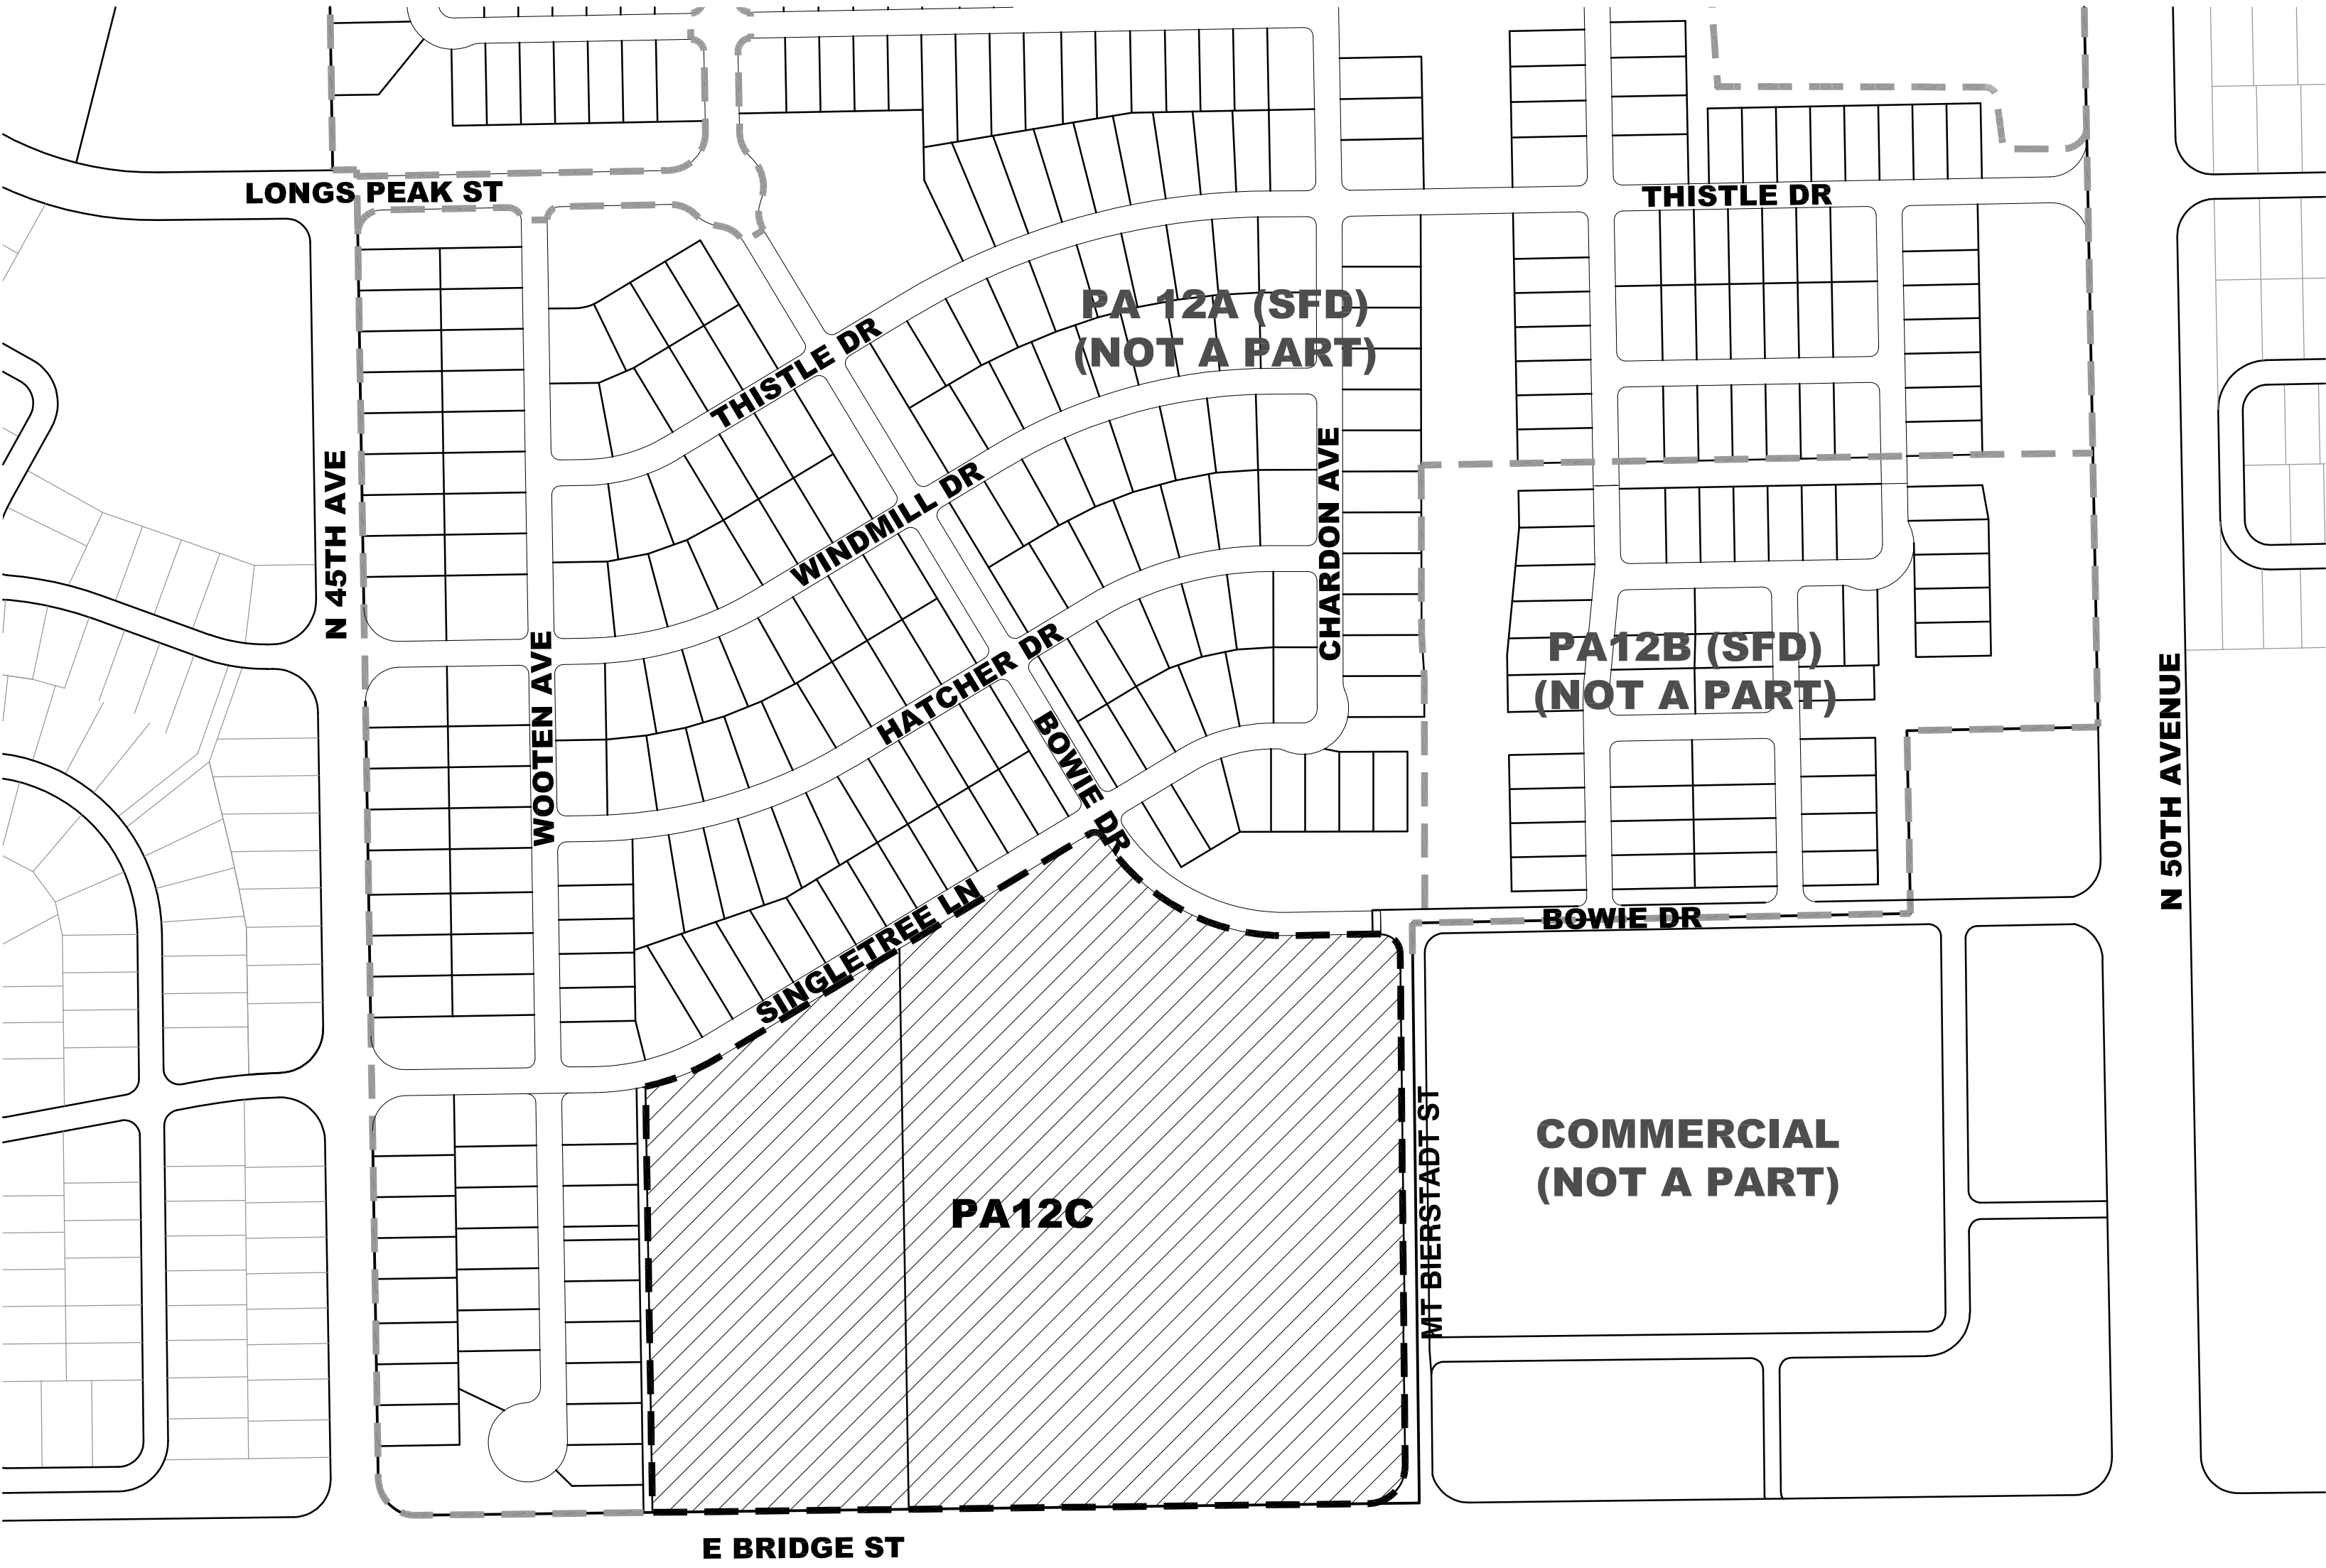 LONGS PEAK ST
THISTLE DR
PA 12A (SFD)
(NOT A PART)
THISTLE DR
N 45TH AVE
WINDMILL DR
CHARDON AVE
WOOTEN AVE
HATCHER DR
PA12B (SFD)
(NOT A PART)
N 50TH AVENUE
BOWIE DR
SINGLETREE LN
BOWIE DR
MT BIERSTADT ST
COMMERCIAL
(NOT A PART)
PA12C
E BRIDGE ST